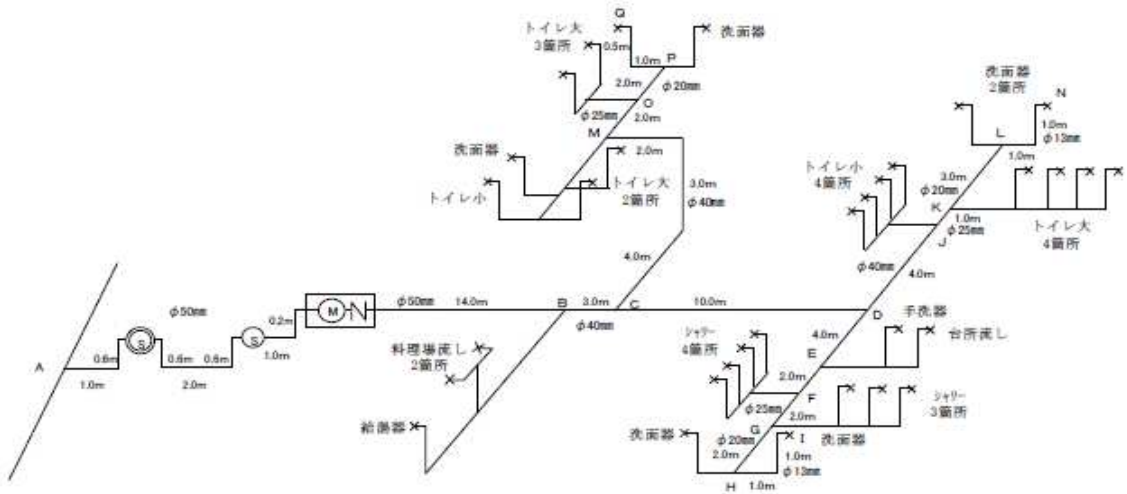 トイレ大
3箇所
Q
洗面器
0.5m
1.0m
P
2.0m
φ20mm
O
φ25mm
2.0m
M
洗面器
2.0m
トイレ小
トイレ大
2箇所
3.0m
φ40mm
4.0m
洗面器
2箇所
N
1.0m
φ13mm
L
1.0m
トイレ小
4箇所
3.0m
φ20mm
K
1.0m
φ25mm
J
トイレ大
4箇所
φ40mm
4.0m
φ50mm
0.2m
M
φ50mm
14.0m
B
3.0m
C
10.0m
φ40mm
D
A
0.6m
S
0.6m
0.6m
S
1.0m
1.0m
2.0m
料理場流し
2箇所
給湯器
手洗器
台所流し
シャワー
4箇所
4.0m
E
2.0m
F
φ25mm
2.0m
G
シャワー
3箇所
洗面器
φ20mm
I
洗面器
2.0m
1.0m
φ13mm
H
1.0m